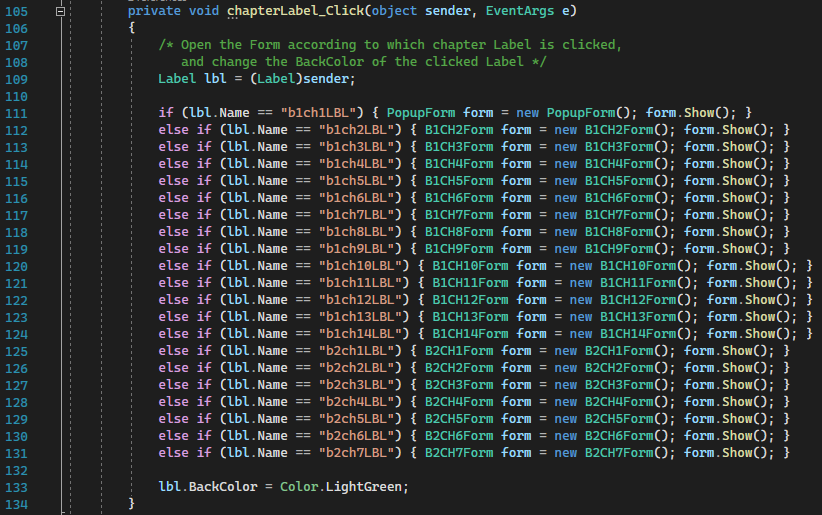 105 private void chapterLabel_Click(object sender, EventArgs e)
106 {
107 /* Open the Form according to which chapter Label is clicked,
108 and change the BackColor of the clicked Label */
109 Label lbl = (Label)sender;
110
111 if (lbl.Name == "b1ch1LBL") { PopupForm form = new PopupForm(); form.Show(); }
112 else if (lbl.Name == "b1ch2LBL") { B1CH2Form form = new B1CH2Form(); form.Show(); }
113 else if (lbl.Name == "b1ch3LBL") { B1CH3Form form = new B1CH3Form(); form.Show(); }
114 else if (lbl.Name == "b1ch4LBL") { B1CH4Form form = new B1CH4Form(); form.Show(); }
115 else if (lbl.Name == "b1ch5LBL") { B1CH5Form form = new B1CH5Form(); form.Show(); }
116 else if (lbl.Name == "b1ch6LBL") { B1CH6Form form = new B1CH6Form(); form.Show(); }
117 else if (lbl.Name == "b1ch7LBL") { B1CH7Form form = new B1CH7Form(); form.Show(); }
118 else if (lbl.Name == "b1ch8LBL") { B1CH8Form form = new B1CH8Form(); form.Show(); }
119 else if (lbl.Name == "b1ch9LBL") { B1CH9Form form = new B1CH9Form(); form.Show(); }
120 else if (lbl.Name == "b1ch10LBL") { B1CH10Form form = new B1CH10Form(); form.Show(); }
121 else if (lbl.Name == "b1ch11LBL") { B1CH11Form form = new B1CH11Form(); form.Show(); }
122 else if (lbl.Name == "b1ch12LBL") { B1CH12Form form = new B1CH12Form(); form.Show(); }
123 else if (lbl.Name == "b1ch13LBL") { B1CH13Form form = new B1CH13Form(); form.Show(); }
124 else if (lbl.Name == "b1ch14LBL") { B1CH14Form form = new B1CH14Form(); form.Show(); }
125 else if (lbl.Name == "b2ch1LBL") { B2CH1Form form = new B2CH1Form(); form.Show(); }
126 else if (lbl.Name == "b2ch2LBL") { B2CH2Form form = new B2CH2Form(); form.Show(); }
127 else if (lbl.Name == "b2ch3LBL") { B2CH3Form form = new B2CH3Form(); form.Show(); }
128 else if (lbl.Name == "b2ch4LBL") { B2CH4Form form = new B2CH4Form(); form.Show(); }
129 else if (lbl.Name == "b2ch5LBL") { B2CH5Form form = new B2CH5Form(); form.Show(); }
130 else if (lbl.Name == "b2ch6LBL") { B2CH6Form form = new B2CH6Form(); form.Show(); }
131 else if (lbl.Name == "b2ch7LBL") { B2CH7Form form = new B2CH7Form(); form.Show(); }
132
133 lbl.BackColor = Color.LightGreen;
134 }